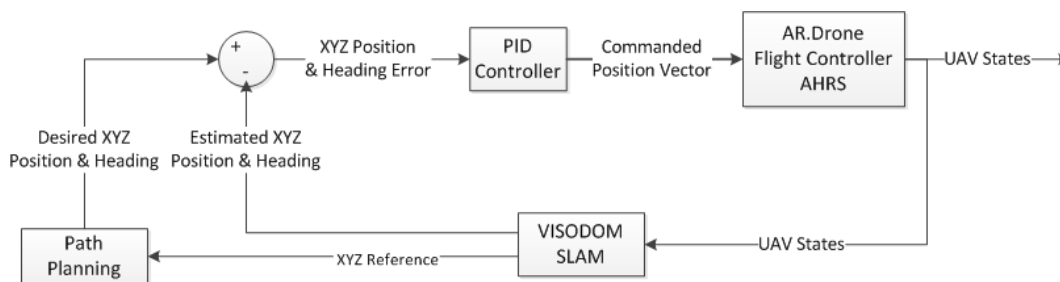 +
-
XYZ Position
& Heading Error
PID
Controller
Commanded
Position Vector
AR.Drone
Flight Controller
AHRS
UAV States
Desired XYZ
Position & Heading
Estimated XYZ
Position & Heading
Path
Planning
XYZ Reference
VISODOM
SLAM
UAV States